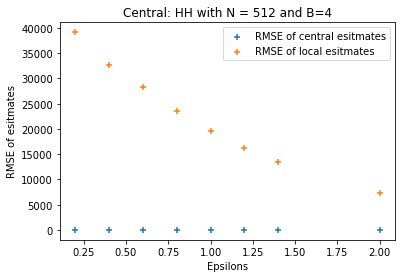 Central: HH with N = 512 and B=4
RMSE of central esitmates
RMSE of local esitmates
RMSE of esitmates
40000
35000
30000
25000
20000
15000
10000
5000
0
0.25 0.50 0.75 1.00 1.25 1.50 1.75 2.00
Epsilons